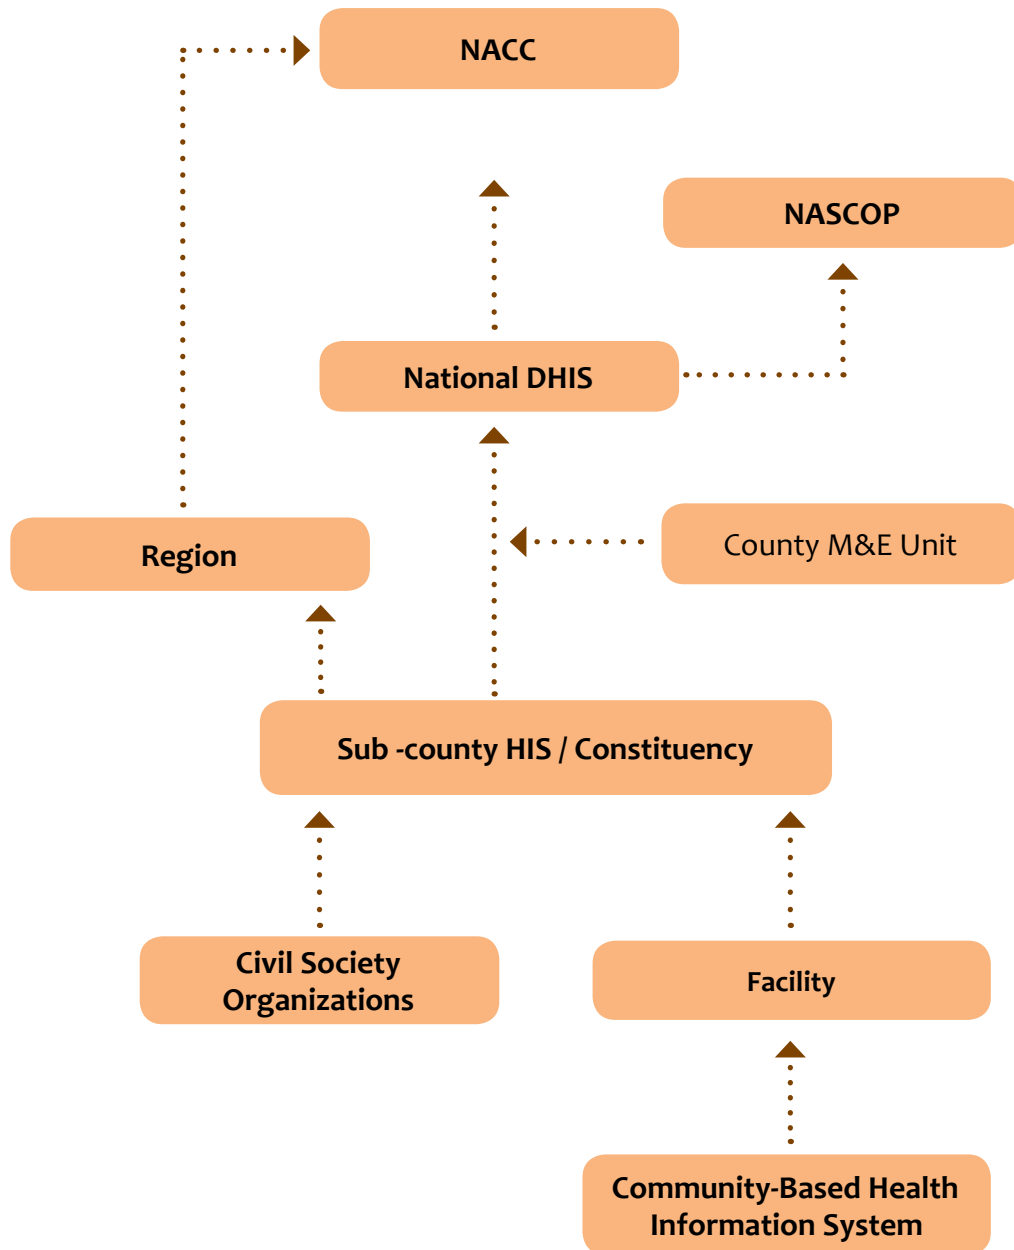 NACC
NASCOP
National DHIS
Region
County M&E Unit
Sub -county HIS / Constituency
Civil Society
Organizations
Facility
Community-Based Health
Information System